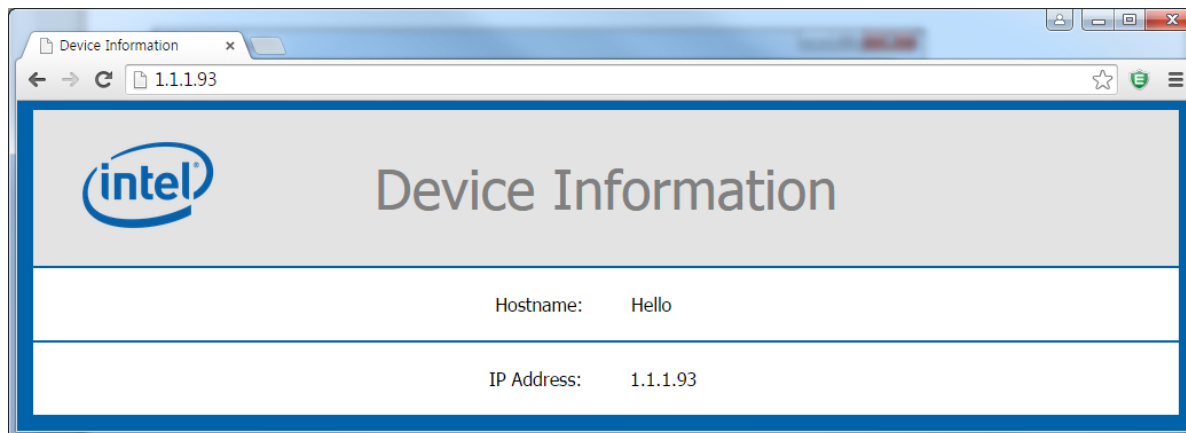 Device Information
1.1.1.93
intel
Device Information
Hostname: Hello
IP Address: 1.1.1.93